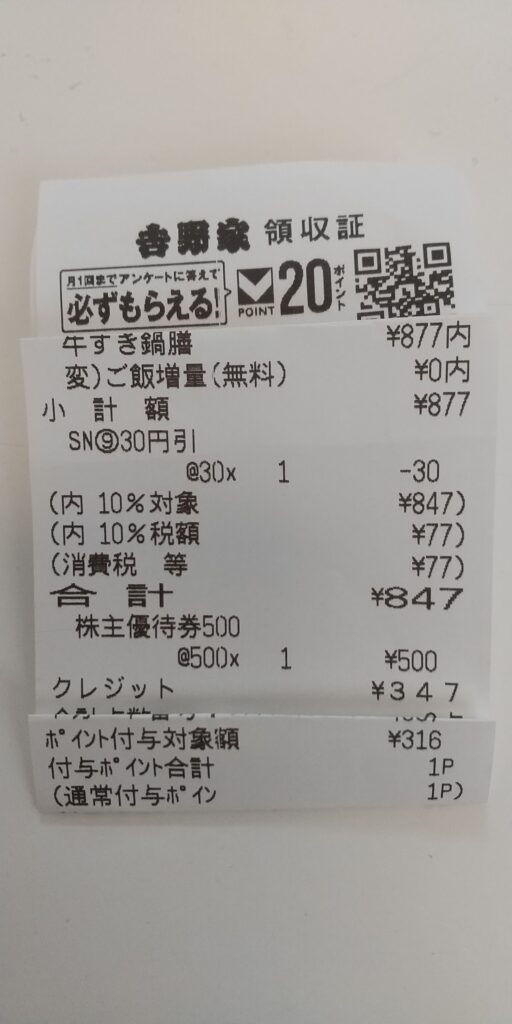 吉野家 領収証
月1回までアンケートに答えて
必ずもらえる!
POINT
20
ポイント
牛すき鍋膳 ¥877内
変)ご飯増量(無料) ¥0内
小 計 額 ¥877
SN⑨30円引
@30x 1 -30
(内 10%対象 ¥847)
(内 10%税額 ¥77)
(消費税 等 ¥77)
合 計 ¥847
株主優待券500
@500x 1 ¥500
クレジット ¥347
ポイント付与対象額 ¥316
付与ポイント合計 1P
(通常付与ポイン 1P)